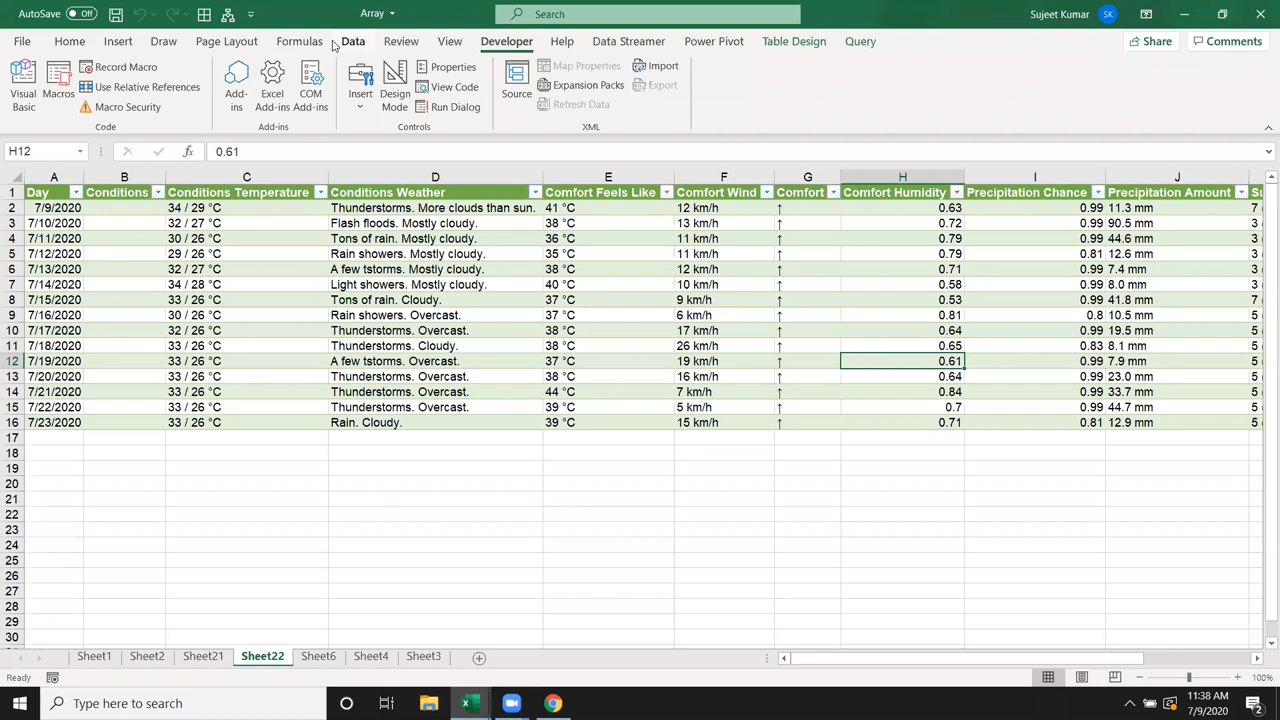 AutoSave Off Array Search Sujeet Kumar SK
File Home Insert Draw Page Layout Formulas Data Review View Developer Help Data Streamer Power Pivot Table Design Query Share Comments
Visual Basic
Macros
Record Macro
Use Relative References
Macro Security
Code
Add-ins
Excel Add-ins
COM Add-ins
Add-ins
Insert
Design Mode
Properties
View Code
Run Dialog
Controls
Source
Map Properties
Expansion Packs
Refresh Data
Import
Export
XML
H12 fx 0.61
A B C D E F G H I J
1 Day Conditions Conditions Temperature Conditions Weather Comfort Feels Like Comfort Wind Comfort Comfort Humidity Precipitation Chance Precipitation Amount
2 7/9/2020 34 / 29 °C Thunderstorms. More clouds than sun. 41 °C 12 km/h ↑ 0.63 0.99 11.3 mm 7
3 7/10/2020 32 / 27 °C Flash floods. Mostly cloudy. 38 °C 13 km/h ↑ 0.72 0.99 90.5 mm 3
4 7/11/2020 30 / 26 °C Tons of rain. Mostly cloudy. 36 °C 11 km/h ↑ 0.79 0.99 44.6 mm 3
5 7/12/2020 29 / 26 °C Rain showers. Mostly cloudy. 35 °C 11 km/h ↑ 0.79 0.81 12.6 mm 3
6 7/13/2020 32 / 27 °C A few tstorms. Mostly cloudy. 38 °C 12 km/h ↑ 0.71 0.99 7.4 mm 3
7 7/14/2020 34 / 28 °C Light showers. Mostly cloudy. 40 °C 10 km/h ↑ 0.58 0.99 8.0 mm 3
8 7/15/2020 33 / 26 °C Tons of rain. Cloudy. 37 °C 9 km/h ↑ 0.53 0.99 41.8 mm 7
9 7/16/2020 30 / 26 °C Rain showers. Overcast. 37 °C 6 km/h ↑ 0.81 0.8 10.5 mm 5
10 7/17/2020 32 / 26 °C Thunderstorms. Overcast. 38 °C 17 km/h ↑ 0.64 0.99 19.5 mm 5
11 7/18/2020 33 / 26 °C Thunderstorms. Cloudy. 38 °C 26 km/h ↑ 0.65 0.83 8.1 mm 5
12 7/19/2020 33 / 26 °C A few tstorms. Overcast. 37 °C 19 km/h ↑ 0.61 0.99 7.9 mm 5
13 7/20/2020 33 / 26 °C Thunderstorms. Overcast. 38 °C 16 km/h ↑ 0.64 0.99 23.0 mm 5
14 7/21/2020 33 / 26 °C Thunderstorms. Overcast. 44 °C 7 km/h ↑ 0.84 0.99 33.7 mm 5
15 7/22/2020 33 / 26 °C Thunderstorms. Overcast. 39 °C 5 km/h ↑ 0.7 0.99 44.7 mm 5
16 7/23/2020 33 / 26 °C Rain. Cloudy. 39 °C 15 km/h ↑ 0.71 0.81 12.9 mm 5
17
18
19
20
21
22
23
24
25
26
27
28
29
30
Sheet1 Sheet2 Sheet21 Sheet22 Sheet6 Sheet4 Sheet3
Ready 100%
Type here to search 11:38 AM
7/9/2020 2